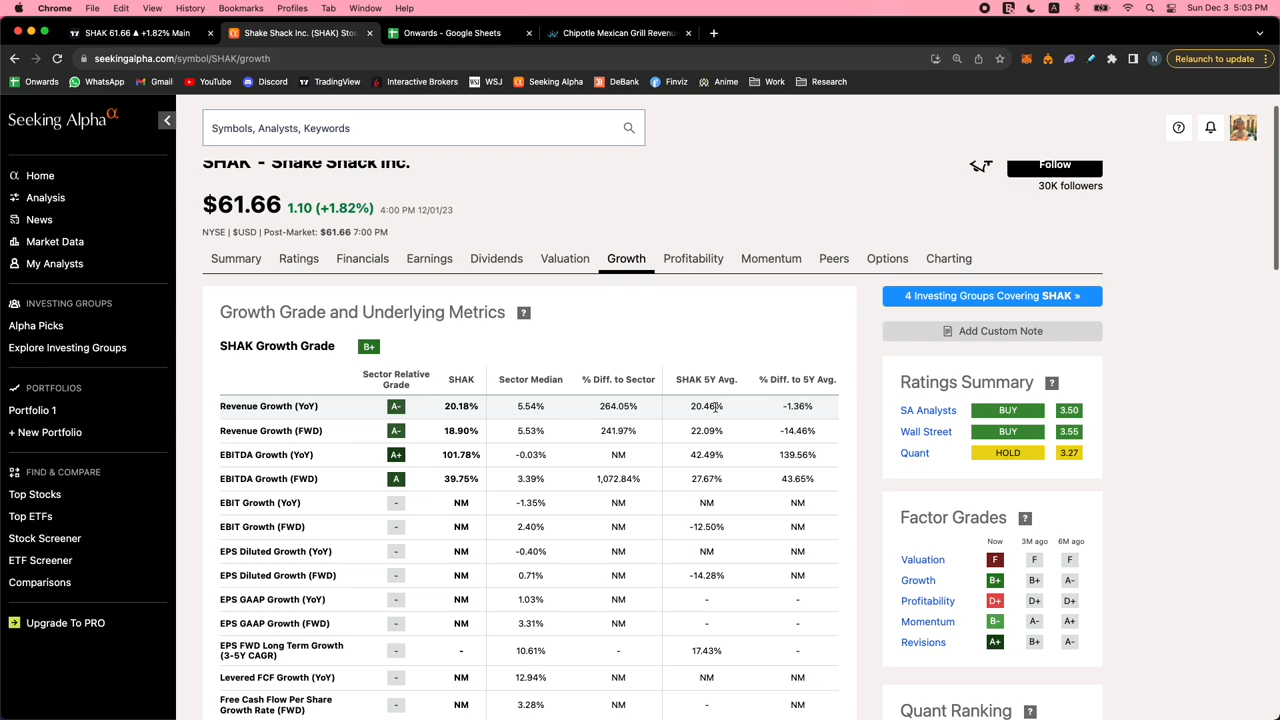 Chrome File Edit View History Bookmarks Profiles Tab Window Help
A
Sun Dec 3 5:03 PM
SHAK 61.66 ▲ +1.82% Main
Shake Shack Inc. (SHAK) Stoc
Onwards - Google Sheets
Chipotle Mexican Grill Revenu
seekingalpha.com/symbol/SHAK/growth
N
Relaunch to update
Onwards WhatsApp Gmail YouTube Discord TradingView Interactive Brokers WSJ Seeking Alpha DeBank Finviz Anime Work Research
Seeking Alpha α
Symbols, Analysts, Keywords
Home
Analysis
News
Market Data
My Analysts
INVESTING GROUPS
Alpha Picks
Explore Investing Groups
PORTFOLIOS
Portfolio 1
+ New Portfolio
FIND & COMPARE
Top Stocks
Top ETFs
Stock Screener
ETF Screener
Comparisons
Upgrade To PRO
SHAK - Shake Shack Inc.
Follow
30K followers
$61.66 1.10 (+1.82%) 4:00 PM 12/01/23
NYSE | $USD | Post-Market: $61.66 7:00 PM
Summary Ratings Financials Earnings Dividends Valuation Growth Profitability Momentum Peers Options Charting
Growth Grade and Underlying Metrics ?
SHAK Growth Grade B+
Sector Relative Grade SHAK Sector Median % Diff. to Sector SHAK 5Y Avg. % Diff. to 5Y Avg.
Revenue Growth (YoY) A- 20.18% 5.54% 264.05% 20.46% -1.36%
Revenue Growth (FWD) A- 18.90% 5.53% 241.97% 22.09% -14.46%
EBITDA Growth (YoY) A+ 101.78% -0.03% NM 42.49% 139.56%
EBITDA Growth (FWD) A 39.75% 3.39% 1,072.84% 27.67% 43.65%
EBIT Growth (YoY) - NM -1.35% NM NM NM
EBIT Growth (FWD) - NM 2.40% NM -12.50% NM
EPS Diluted Growth (YoY) - NM -0.40% NM NM NM
EPS Diluted Growth (FWD) - NM 0.71% NM -14.28% NM
EPS GAAP Growth (YoY) - NM 1.03% NM - -
EPS GAAP Growth (FWD) - NM 3.31% NM - -
EPS FWD Long Term Growth (3-5Y CAGR) - - 10.61% - 17.43% -
Levered FCF Growth (YoY) - NM 12.94% NM NM NM
Free Cash Flow Per Share Growth Rate (FWD) - NM 3.28% NM - NM
4 Investing Groups Covering SHAK »
Add Custom Note
Ratings Summary ?
SA Analysts BUY 3.50
Wall Street BUY 3.55
Quant HOLD 3.27
Factor Grades ?
Now 3M ago 6M ago
Valuation F F F
Growth B+ B+ A-
Profitability D+ D+ D+
Momentum B- A- A+
Revisions A+ B+ A-
Quant Ranking ?